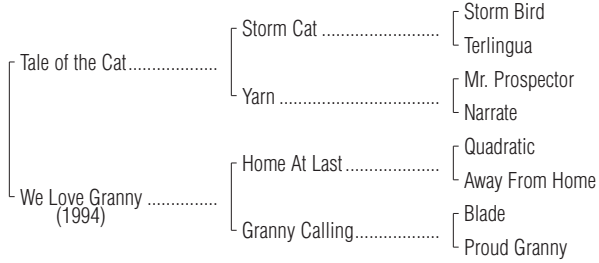 Storm Bird
Storm Cat ........................
Terlingua
Tale of the Cat..................
Mr. Prospector
Yarn ................................
Narrate
Quadratic
Home At Last...................
Away From Home
We Love Granny ..............
(1994)
Blade
Granny Calling.................
Proud Granny